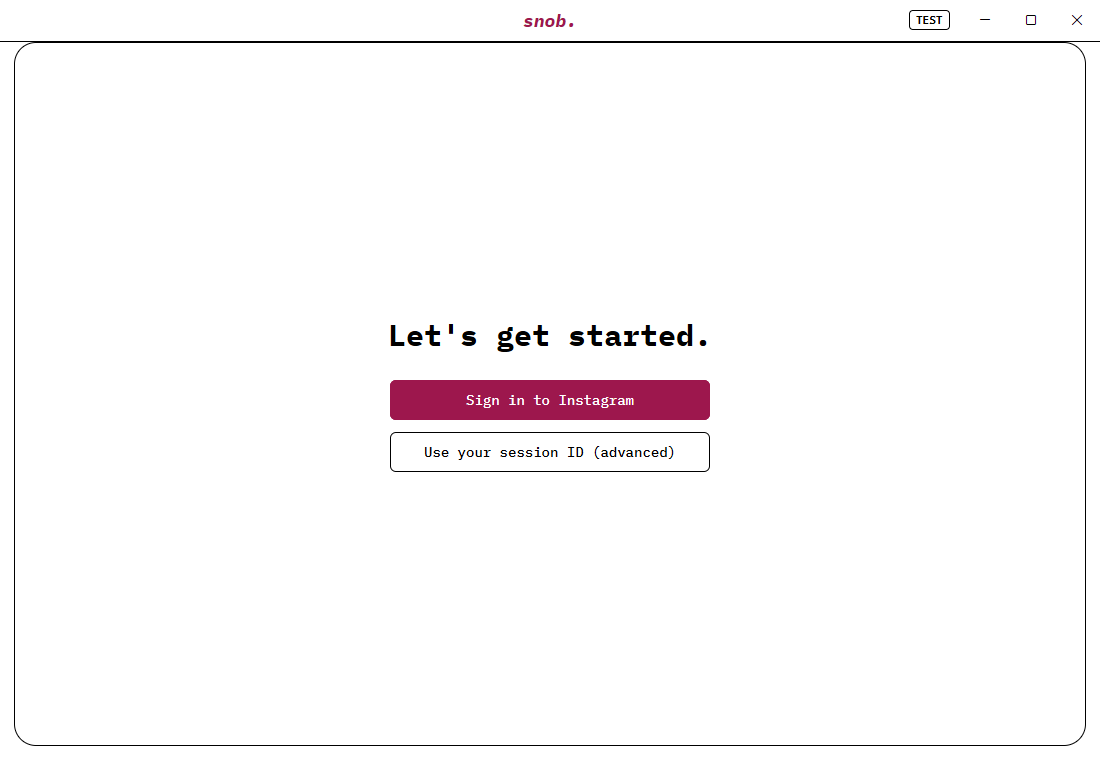 snob.
TEST
Let's get started.
Sign in to Instagram
Use your session ID (advanced)